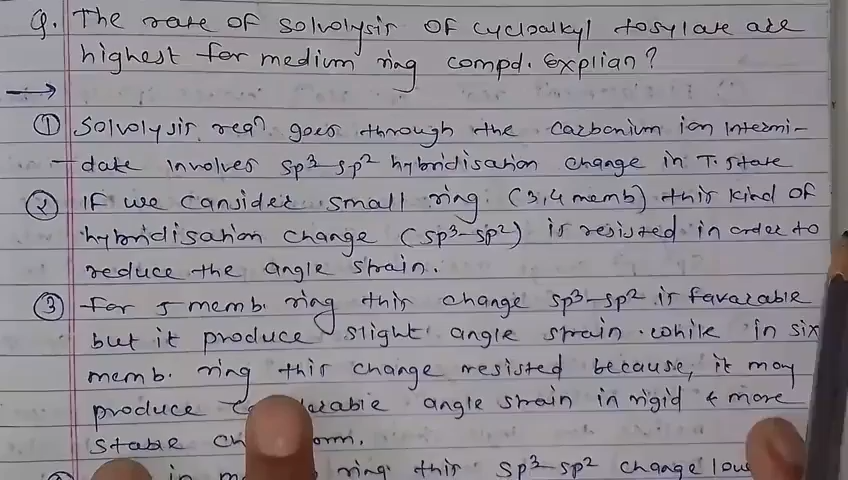 Q. The rate of solvolysis of cycloalkyl tosylate are
highest for medium ring compd. Explian?
→
① Solvolysis reaⁿ. goes through the carbonium ion intermi-
date involves sp³-sp² hybridisation change in T. state
② If we cansider small ring (3,4 memb) this kind of
hybridisation change (sp³-sp²) is resisted in order to
reduce the angle strain.
③ for 5 memb. ring this change sp³-sp² is favarable
but it produce slight angle strain. while in six
memb. ring this change resisted because, it may
produce angle strain in rigid & more
stable
in ring this sp³-sp² change